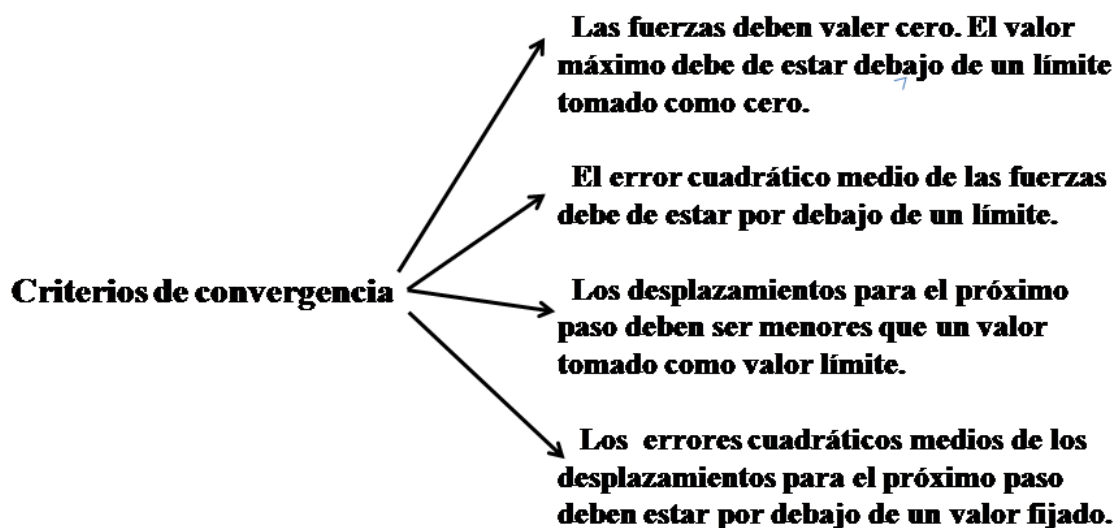 Las fuerzas deben valer cero. El valor
máximo debe de estar debajo de un límite
tomado como cero.
El error cuadrático medio de las fuerzas
debe de estar por debajo de un límite.
Criterios de convergencia
Los desplazamientos para el próximo
paso deben ser menores que un valor
tomado como valor límite.
Los errores cuadráticos medios de los
desplazamientos para el próximo paso
deben estar por debajo de un valor fijado.